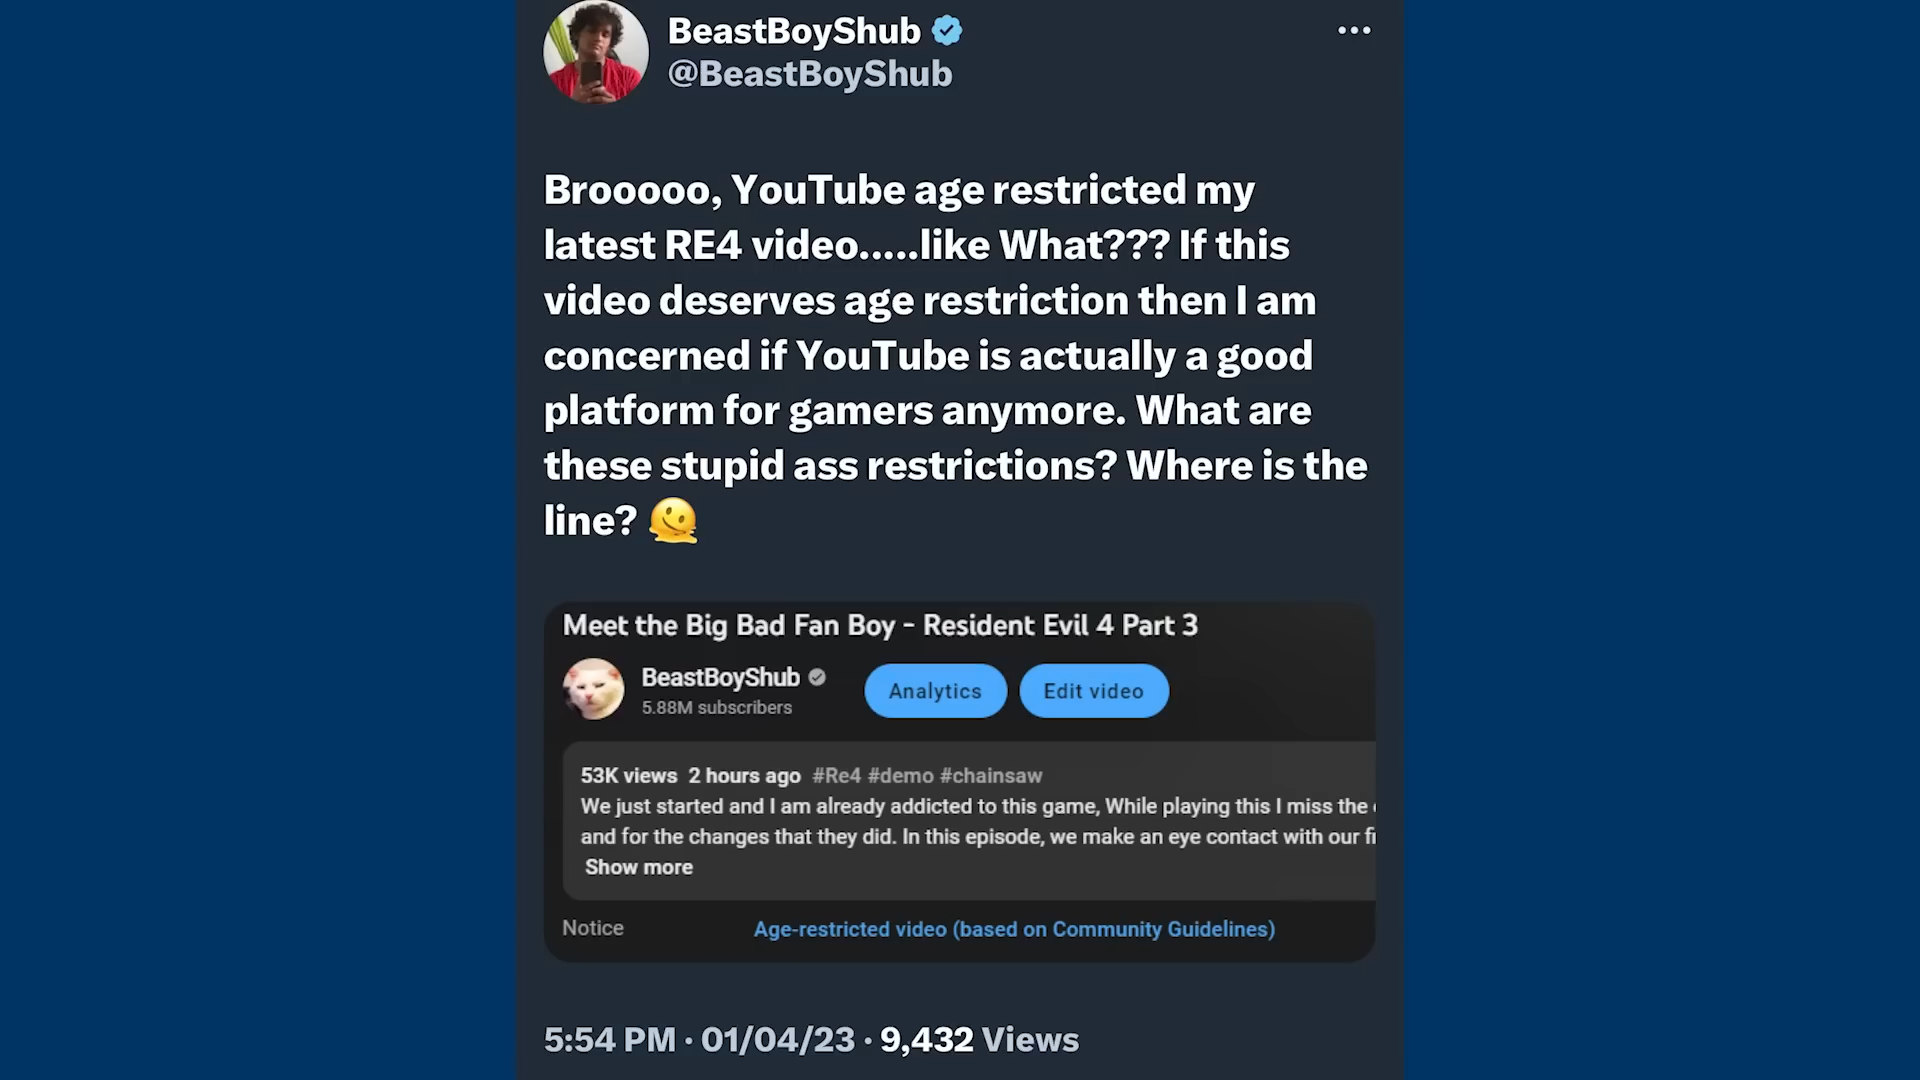 BeastBoyShub
@BeastBoyShub
Brooooo, YouTube age restricted my
latest RE4 video.....like What??? If this
video deserves age restriction then I am
concerned if YouTube is actually a good
platform for gamers anymore. What are
these stupid ass restrictions? Where is the
line? 🫠
Meet the Big Bad Fan Boy - Resident Evil 4 Part 3
BeastBoyShub
5.88M subscribers
Analytics
Edit video
53K views 2 hours ago #Re4 #demo #chainsaw
We just started and I am already addicted to this game, While playing this I miss the
and for the changes that they did. In this episode, we make an eye contact with our
Show more
Notice
Age-restricted video (based on Community Guidelines)
5:54 PM · 01/04/23 · 9,432 Views